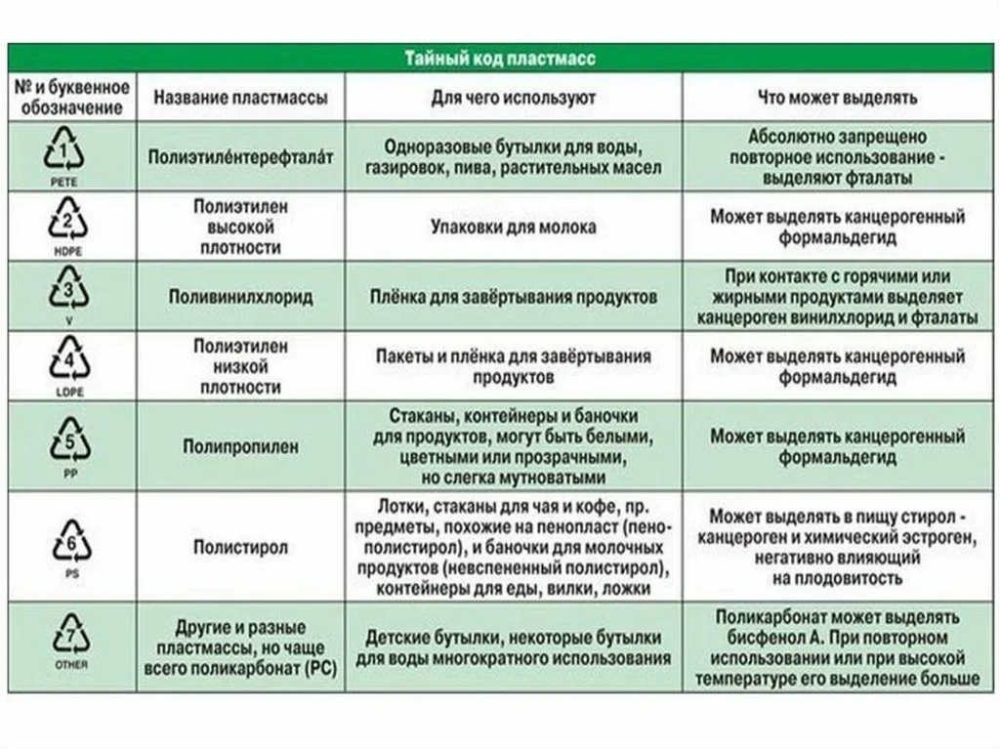 Тайный код пластмасс
№ и буквенное
обозначение
Название пластмассы
Для чего используют
Что может выделять
1
PETE
Полиэтиле́нтерефтала́т
Одноразовые бутылки для воды,
газировок, пива, растительных масел
Абсолютно запрещено
повторное использование -
выделяют фталаты
2
HDPE
Полиэтилен
высокой
плотности
Упаковки для молока
Может выделять канцерогенный
формальдегид
3
V
Поливинилхлорид
Плёнка для завёртывания продуктов
При контакте с горячими или
жирными продуктами выделяет
канцероген винилхлорид и фталаты
4
LDPE
Полиэтилен
низкой
плотности
Пакеты и плёнка для завёртывания
продуктов
Может выделять канцерогенный
формальдегид
5
PP
Полипропилен
Стаканы, контейнеры и баночки
для продуктов, могут быть белыми,
цветными или прозрачными,
но слегка мутноватыми
Может выделять канцерогенный
формальдегид
6
PS
Полистирол
Лотки, стаканы для чая и кофе, пр.
предметы, похожие на пенопласт (пено-
полистирол), и баночки для молочных
продуктов (невспененный полистирол),
контейнеры для еды, вилки, ложки
Может выделять в пищу стирол -
канцероген и химический эстроген,
негативно влияющий
на плодовитость
7
OTHER
Другие и разные
пластмассы, но чаще
всего поликарбонат (PC)
Детские бутылки, некоторые бутылки
для воды многократного использования
Поликарбонат может выделять
бисфенол А. При повторном
использовании или при высокой
температуре его выделение больше